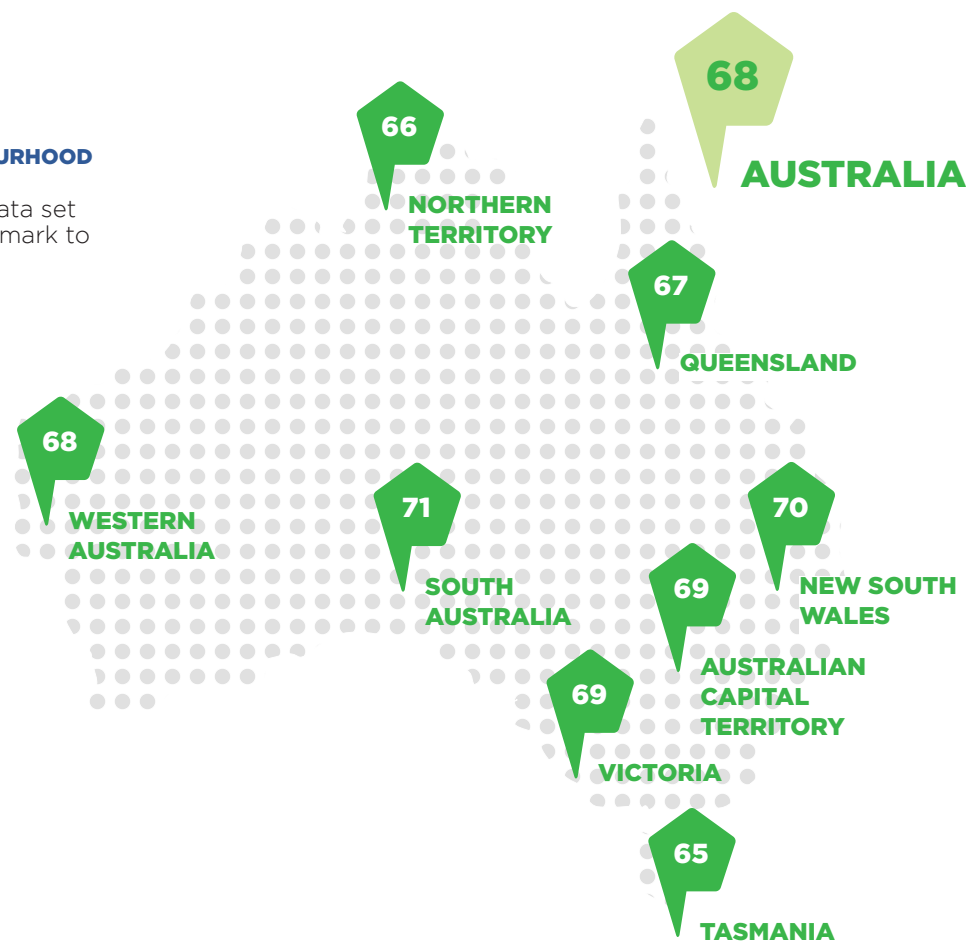 URHOOD
ata set
mark to
68
AUSTRALIA
66
NORTHERN
TERRITORY
67
QUEENSLAND
68
WESTERN
AUSTRALIA
71
SOUTH
AUSTRALIA
70
NEW SOUTH
WALES
69
AUSTRALIAN
CAPITAL
TERRITORY
69
VICTORIA
65
TASMANIA